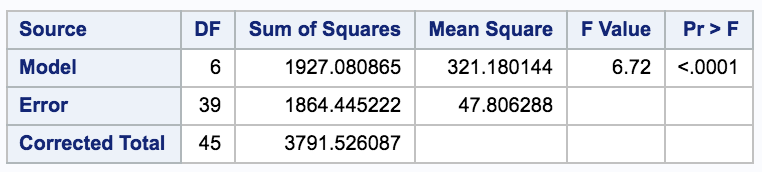 Source DF Sum of Squares Mean Square F Value Pr > F
Model 6 1927.080865 321.180144 6.72 <.0001
Error 39 1864.445222 47.806288
Corrected Total 45 3791.526087